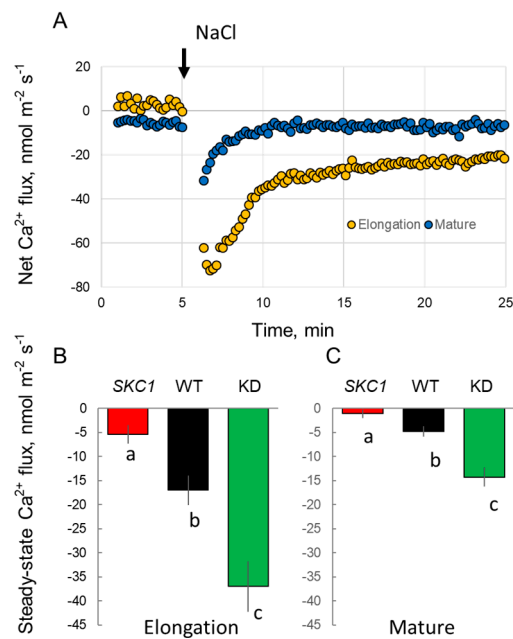 A
NaCl
Net Ca²⁺ flux, nmol m⁻² s⁻¹
20
0
-20
-40
-60
-80
Elongation Mature
0 5 10 15 20 25
Time, min
B
C
Steady-state Ca²⁺ flux, nmol m⁻² s⁻¹
SKC1 WT KD
0
-5
-10
-15
-20
-25
-30
-35
-40
-45
a
b
c
Elongation
SKC1 WT KD
0
-5
-10
-15
-20
-25
-30
-35
-40
-45
a
b
c
Mature